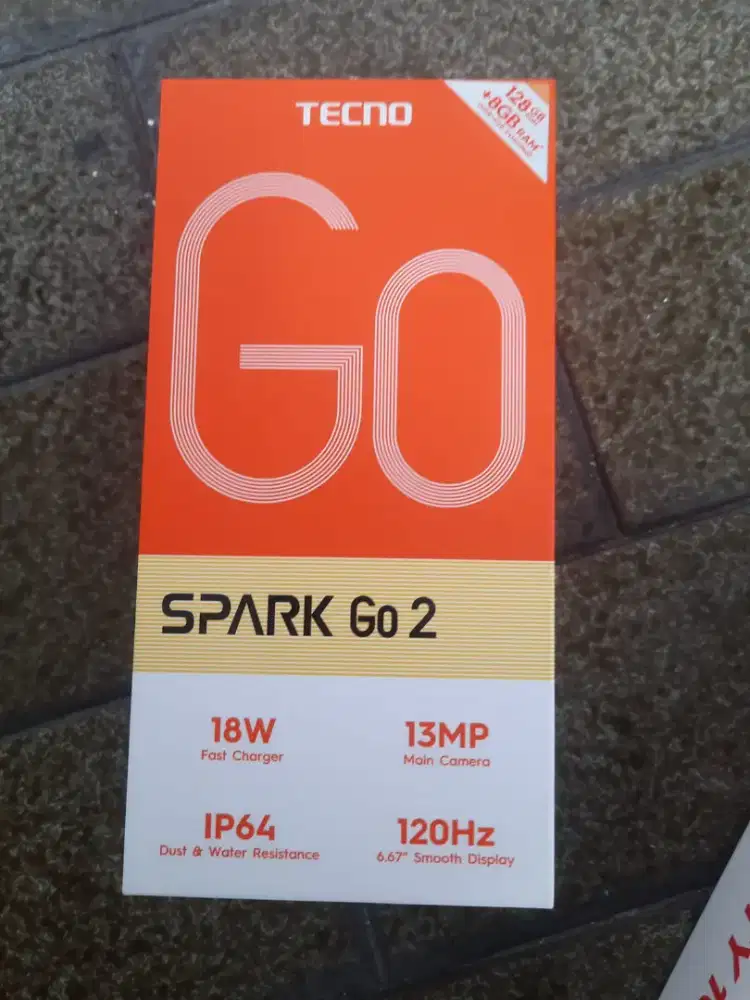 TECNO
128GB
+8GB RAM*
Go
SPARK Go 2
18W
Fast Charger
13MP
Main Camera
IP64
Dust & Water Resistance
120Hz
6.67" Smooth Display